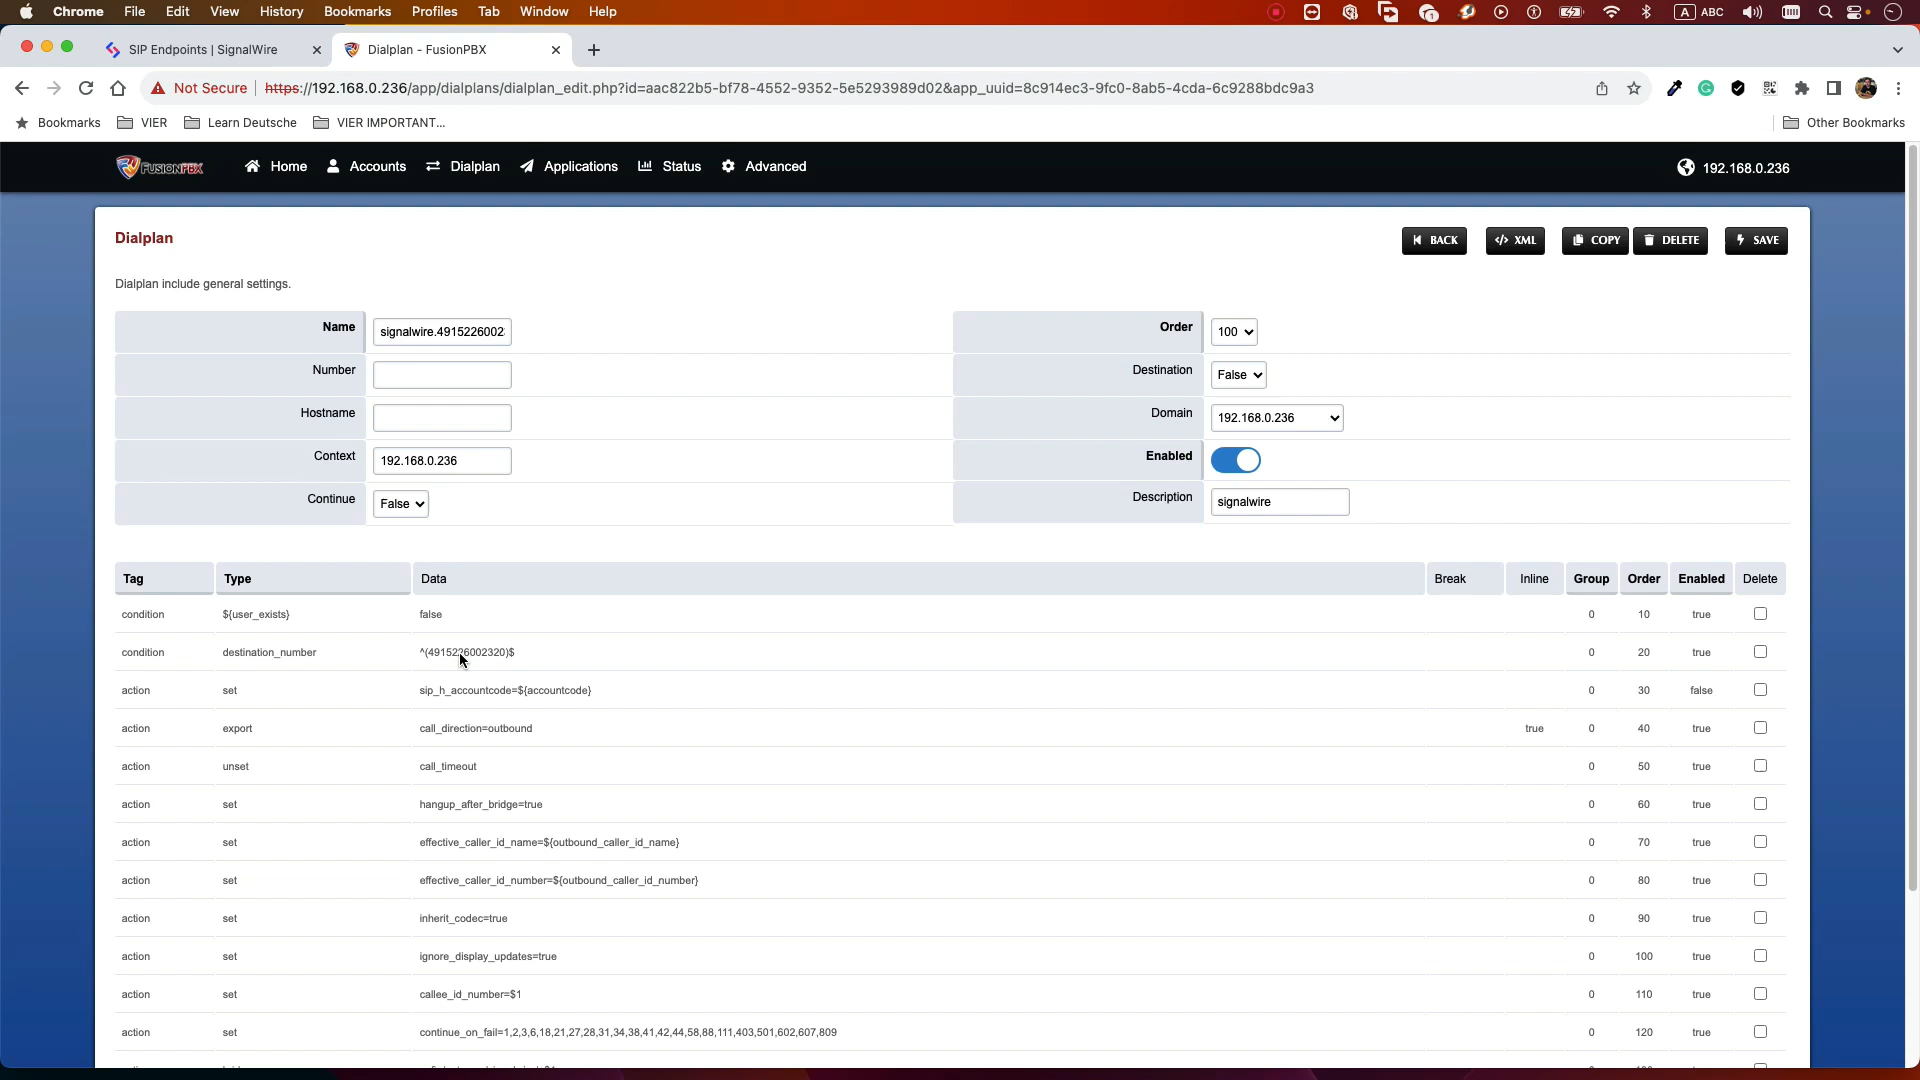 Chrome File Edit View History Bookmarks Profiles Tab Window Help A ABC
SIP Endpoints | SignalWire
Dialplan - FusionPBX
Not Secure https://192.168.0.236/app/dialplans/dialplan_edit.php?id=aac822b5-bf78-4552-9352-5e5293989d02&app_uuid=8c914ec3-9fc0-8ab5-4cda-6c9288bdc9a3
Bookmarks VIER Learn Deutsche VIER IMPORTANT... Other Bookmarks
FUSIONPBX Home Accounts Dialplan Applications Status Advanced 192.168.0.236
Dialplan BACK </> XML COPY DELETE SAVE
Dialplan include general settings.
Name signalwire.4915226002 Order 100
Number Destination False
Hostname Domain 192.168.0.236
Context 192.168.0.236 Enabled
Continue False Description signalwire
Tag Type Data Break Inline Group Order Enabled Delete
condition ${user_exists} false 0 10 true
condition destination_number ^(4915226002320)$ 0 20 true
action set sip_h_accountcode=${accountcode} 0 30 false
action export call_direction=outbound true 0 40 true
action unset call_timeout 0 50 true
action set hangup_after_bridge=true 0 60 true
action set effective_caller_id_name=${outbound_caller_id_name} 0 70 true
action set effective_caller_id_number=${outbound_caller_id_number} 0 80 true
action set inherit_codec=true 0 90 true
action set ignore_display_updates=true 0 100 true
action set callee_id_number=$1 0 110 true
action set continue_on_fail=1,2,3,6,18,21,27,28,31,34,38,41,42,44,58,88,111,403,501,602,607,809 0 120 true